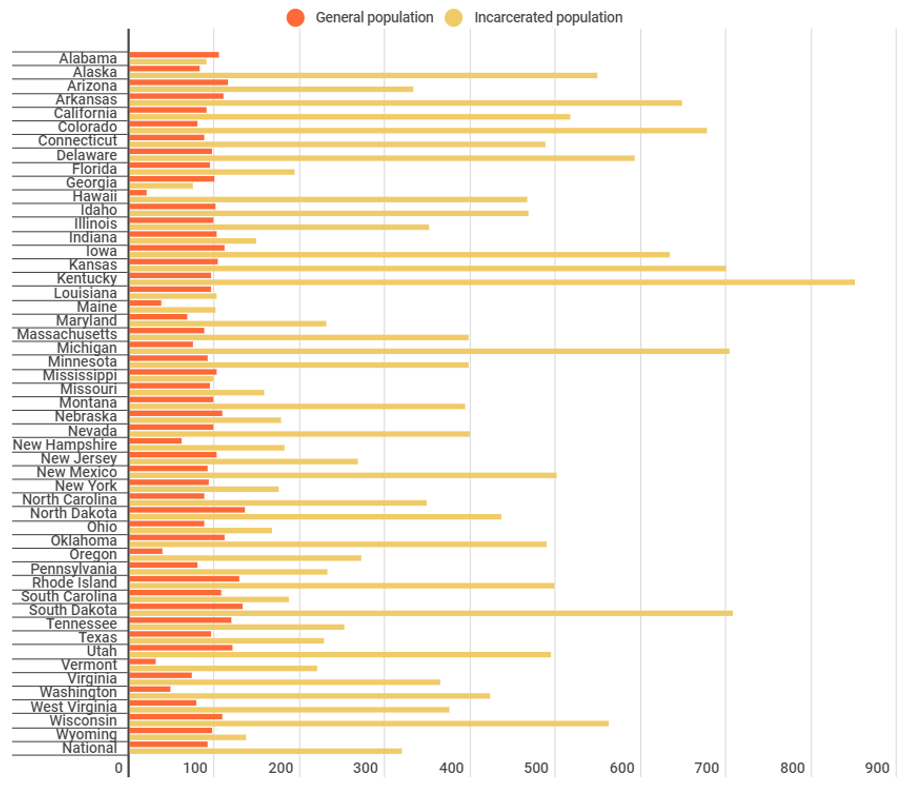 General population Incarcerated population
Alabama
Alaska
Arizona
Arkansas
California
Colorado
Connecticut
Delaware
Florida
Georgia
Hawaii
Idaho
Illinois
Indiana
Iowa
Kansas
Kentucky
Louisiana
Maine
Maryland
Massachusetts
Michigan
Minnesota
Mississippi
Missouri
Montana
Nebraska
Nevada
New Hampshire
New Jersey
New Mexico
New York
North Carolina
North Dakota
Ohio
Oklahoma
Oregon
Pennsylvania
Rhode Island
South Carolina
South Dakota
Tennessee
Texas
Utah
Vermont
Virginia
Washington
West Virginia
Wisconsin
Wyoming
National
0 100 200 300 400 500 600 700 800 900